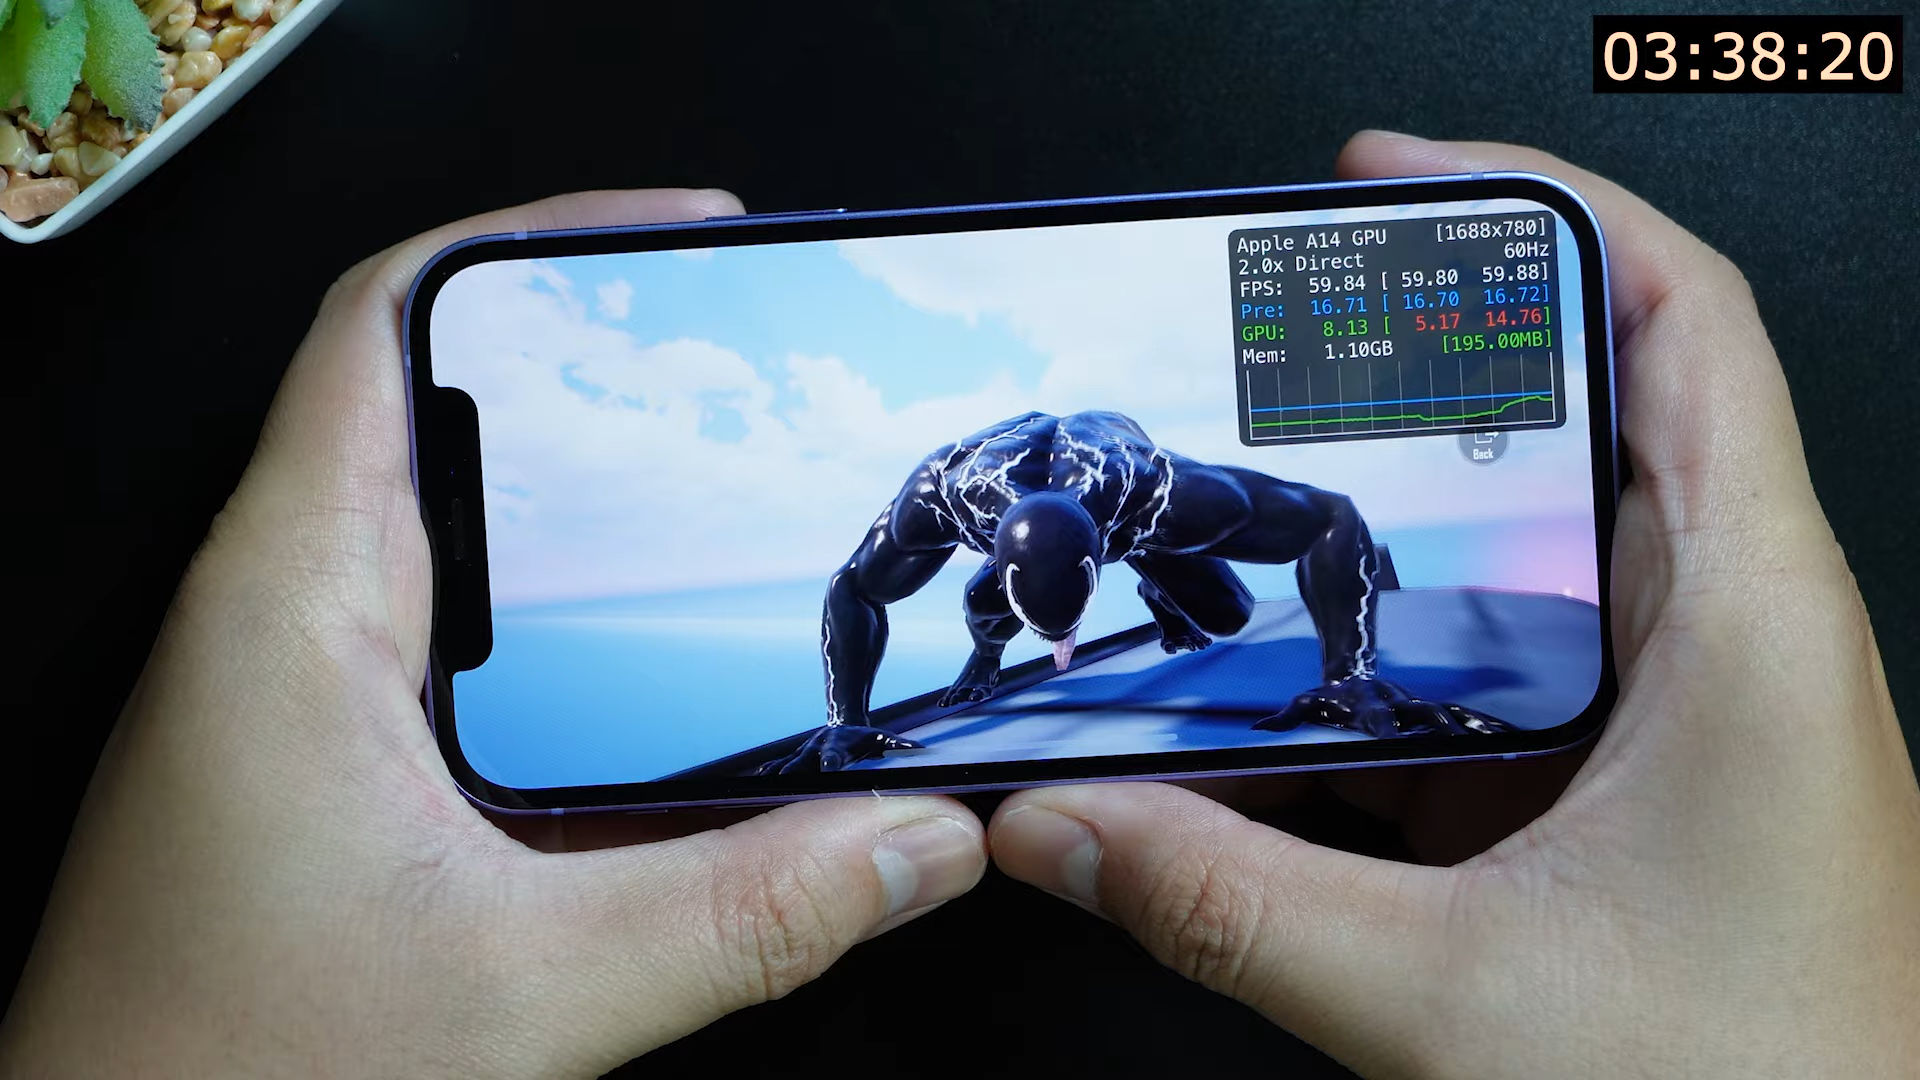 03:38:20
Apple A14 GPU [1688x780]
2.0x Direct 60Hz
FPS: 59.84 [ 59.80 59.88]
Pre: 16.71 [ 16.70 16.72]
GPU: 8.13 [ 5.17 14.76]
Mem: 1.10GB [195.00MB]
Back